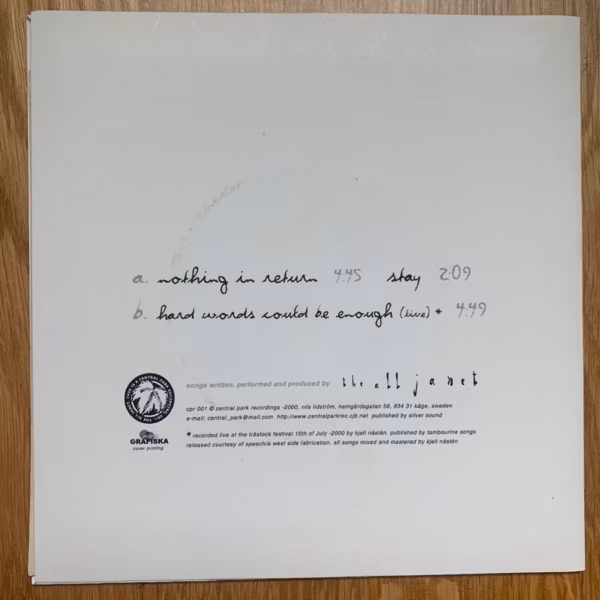 a. nothing in return 4:45 stay 2:09
b. hard words could be enough (live) * 4:49
songs written, performed and produced by the all janet
cpr 001 © central park recordings -2000, nils lidström, hemgårdsgatan 56, 934 31 kåge, sweden
e-mail: central_park@mail.com http://www.centralparkrec.cjb.net published by silver sound
GRAFISKA
cover printing
* recorded live at the trästock festival 15th of July -2000 by kjell nästén. published by tambourine songs
released courtesy of speech/a west side fabrication. all songs mixed and mastered by kjell nästén